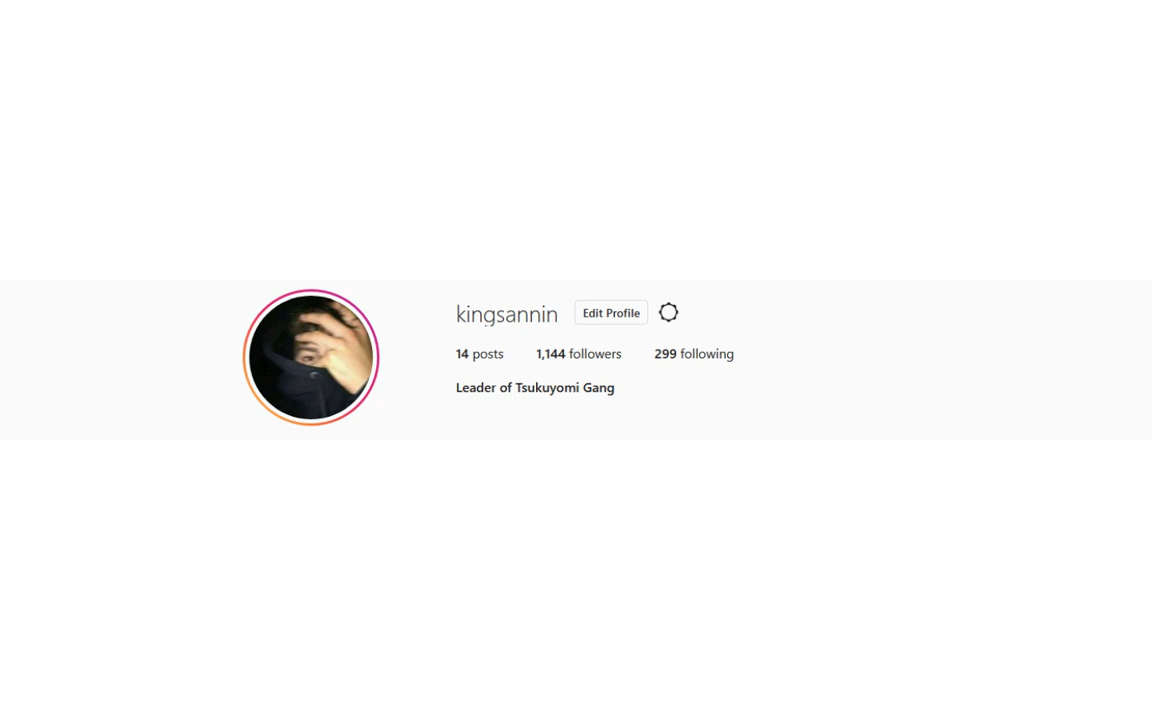 kingsannin Edit Profile
14 posts 1,144 followers 299 following
Leader of Tsukuyomi Gang